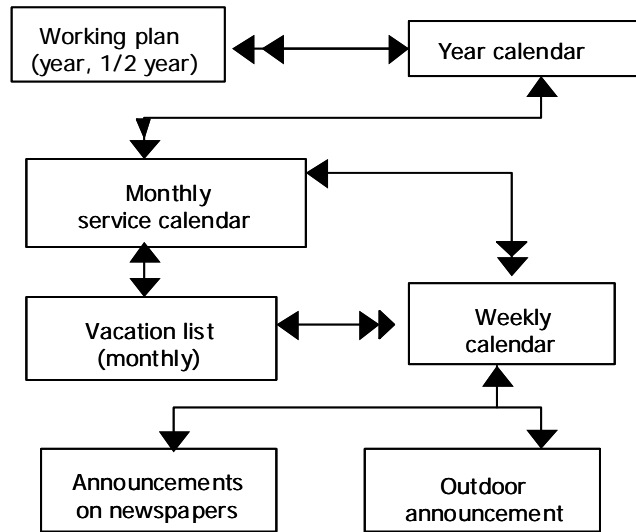 Working plan
(year, 1/2 year)
Year calendar
Monthly
service calendar
Vacation list
(monthly)
Weekly
calendar
Announcements
on newspapers
Outdoor
announcement